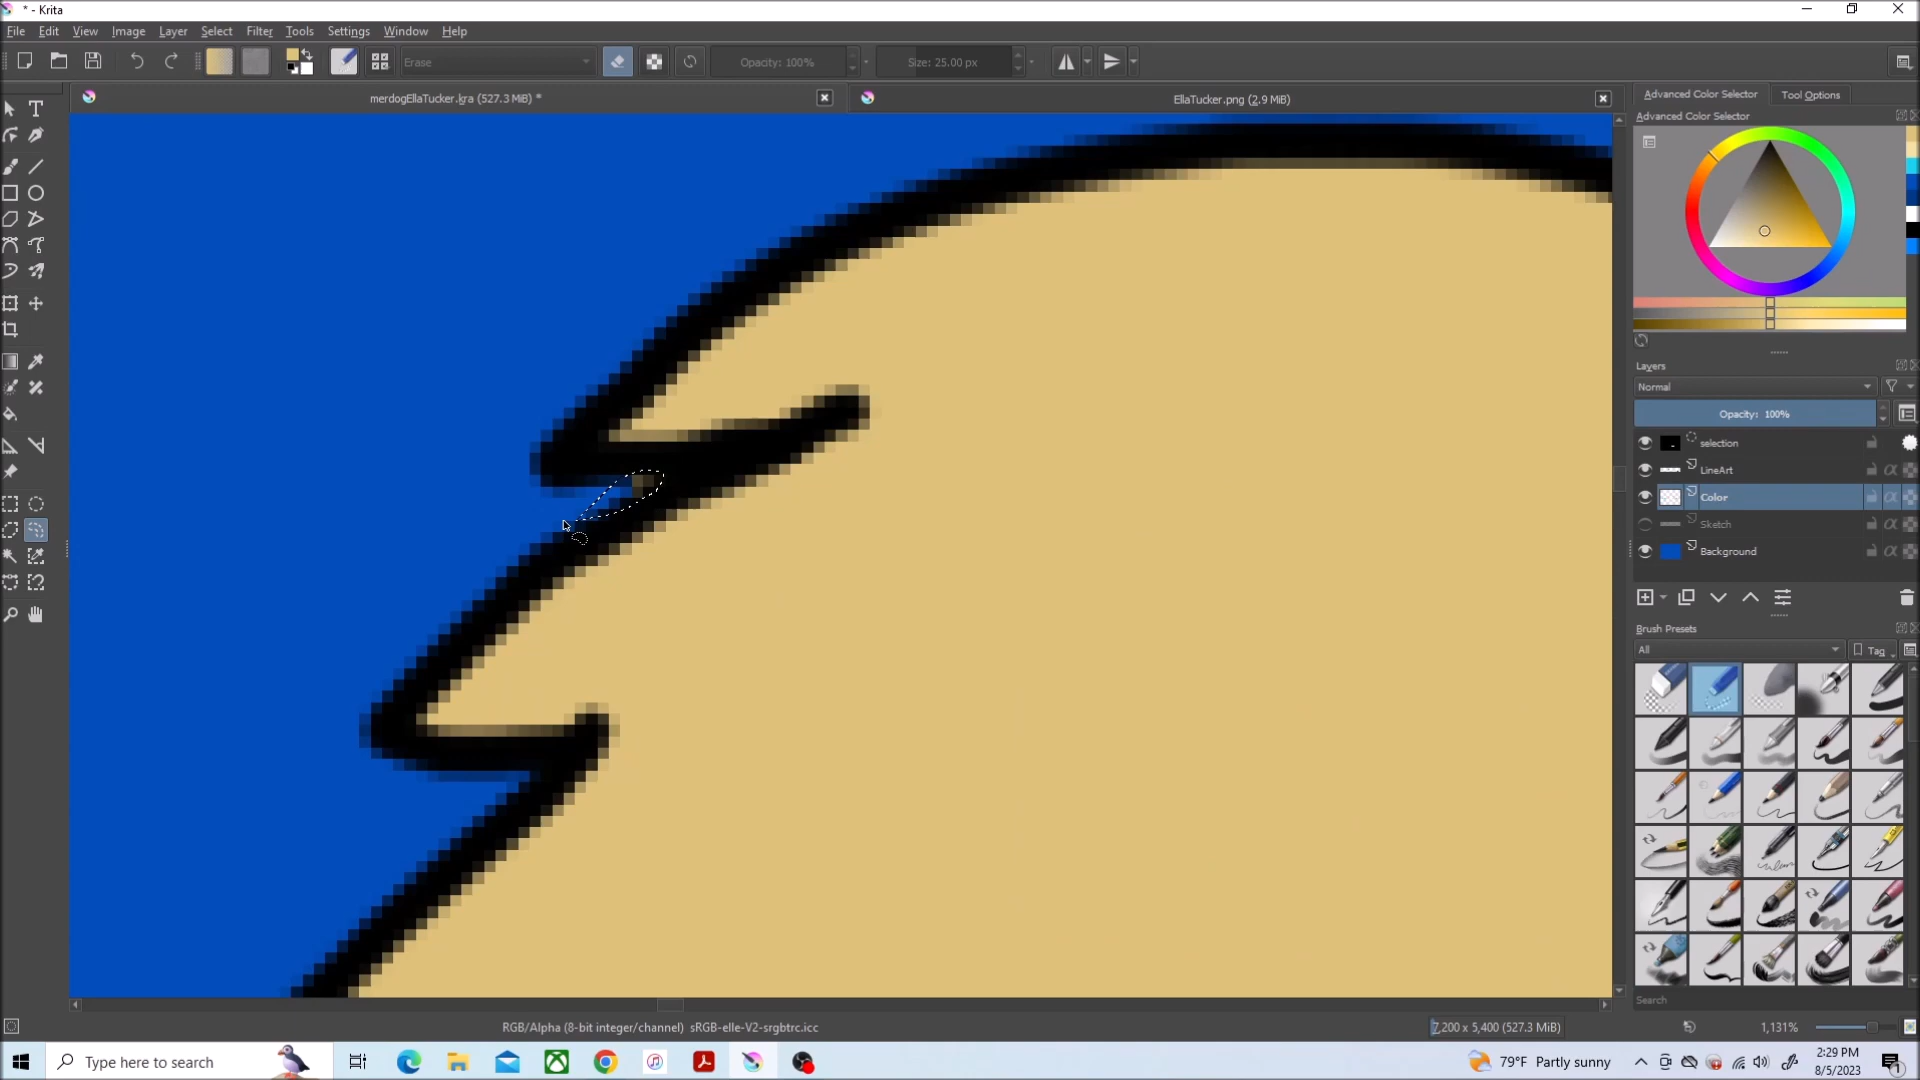 * - Krita
File Edit View Image Layer Select Filter Tools Settings Window Help
Erase Opacity: 100% Size: 25.00 px
merdogEllaTucker.kra (527.3 MiB) * EllaTucker.png (2.9 MiB)
Advanced Color Selector Tool Options
Advanced Color Selector
Layers
Normal
Opacity: 100%
selection
LineArt
Color
Sketch
Background
Brush Presets
All Tag
Search
RGB/Alpha (8-bit integer/channel) sRGB-elle-V2-srgbtrc.icc 7,200 x 5,400 (527.3 MiB) 1,131%
Type here to search 79°F Partly sunny 2:29 PM
8/5/2023 1